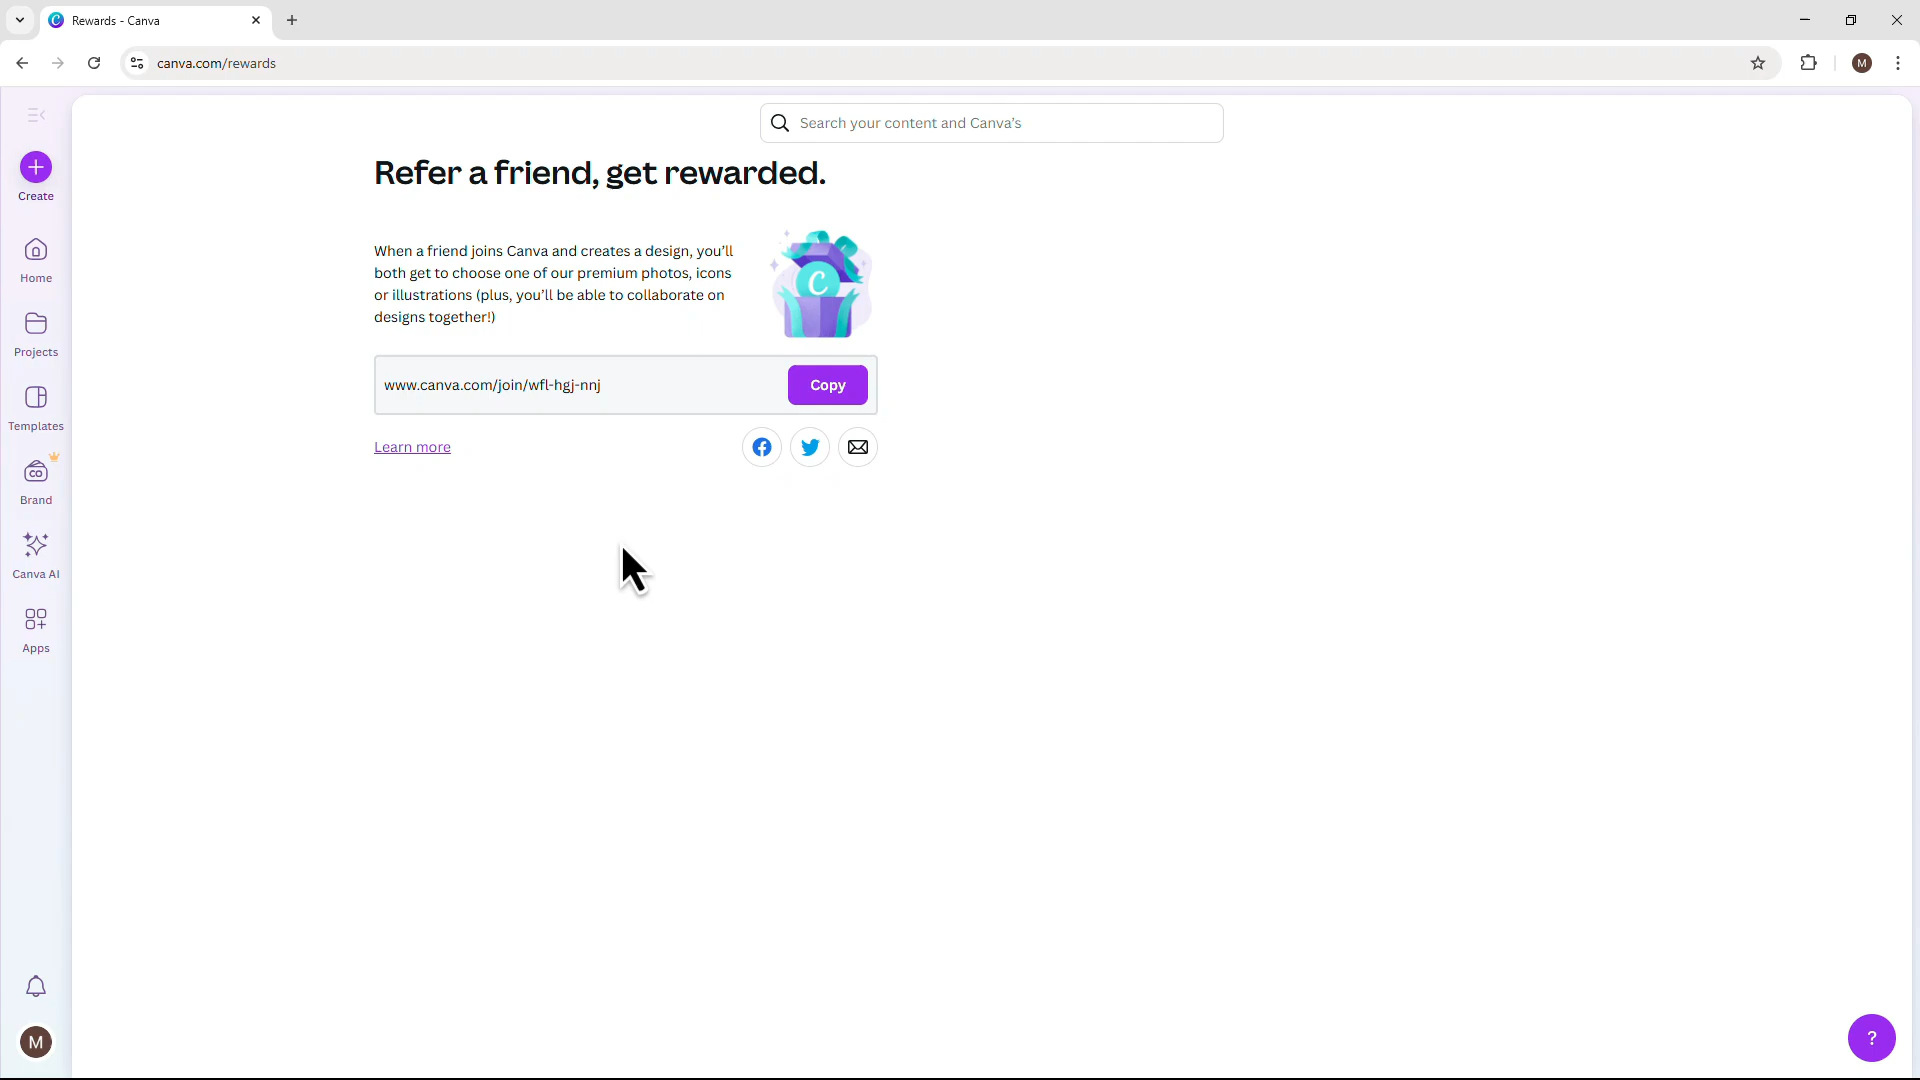 Rewards - Canva
canva.com/rewards
M
Search your content and Canva's
Create
Home
Projects
Templates
CO
Brand
Canva AI
Apps
M
Refer a friend, get rewarded.
When a friend joins Canva and creates a design, you'll
both get to choose one of our premium photos, icons
or illustrations (plus, you'll be able to collaborate on
designs together!)
C
www.canva.com/join/wfl-hgj-nnj
Copy
Learn more
?